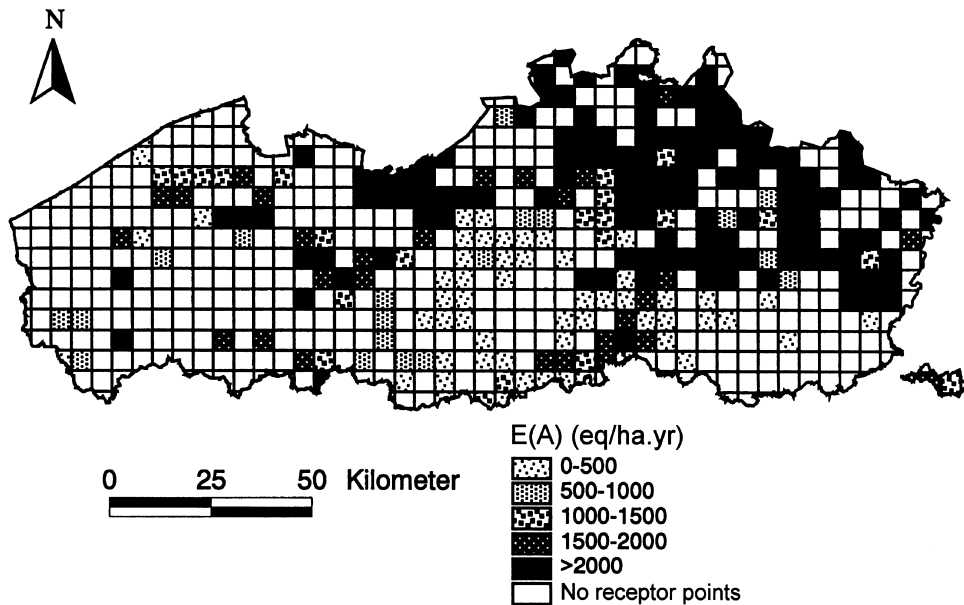 N
0 25 50 Kilometer
E(A) (eq/ha.yr)
0-500
500-1000
1000-1500
1500-2000
>2000
No receptor points